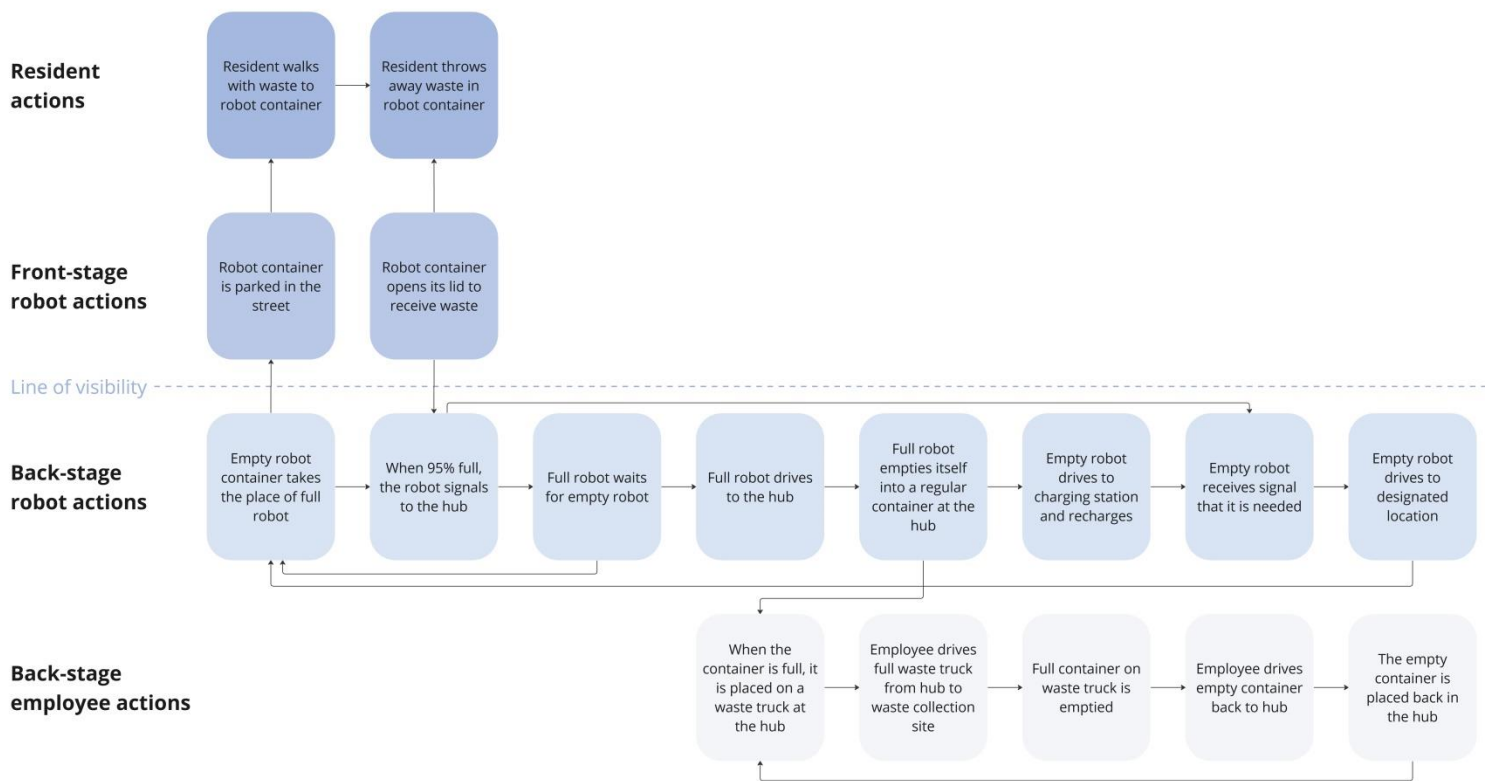 Resident
actions
Resident walks
with waste to
robot container
Resident throws
away waste in
robot container
Front-stage
robot actions
Robot container
is parked in the
street
Robot container
opens its lid to
receive waste
Line of visibility
Back-stage
robot actions
Empty robot
container takes
the place of full
robot
When 95% full,
the robot signals
to the hub
Full robot waits
for empty robot
Full robot drives
to the hub
Full robot
empties itself
into a regular
container at the
hub
Empty robot
drives to
charging station
and recharges
Empty robot
receives signal
that it is needed
Empty robot
drives to
designated
location
Back-stage
employee actions
When the
container is full, it
is placed on a
waste truck at
the hub
Employee drives
full waste truck
from hub to
waste collection
site
Full container on
waste truck is
emptied
Employee drives
empty container
back to hub
The empty
container is
placed back in
the hub